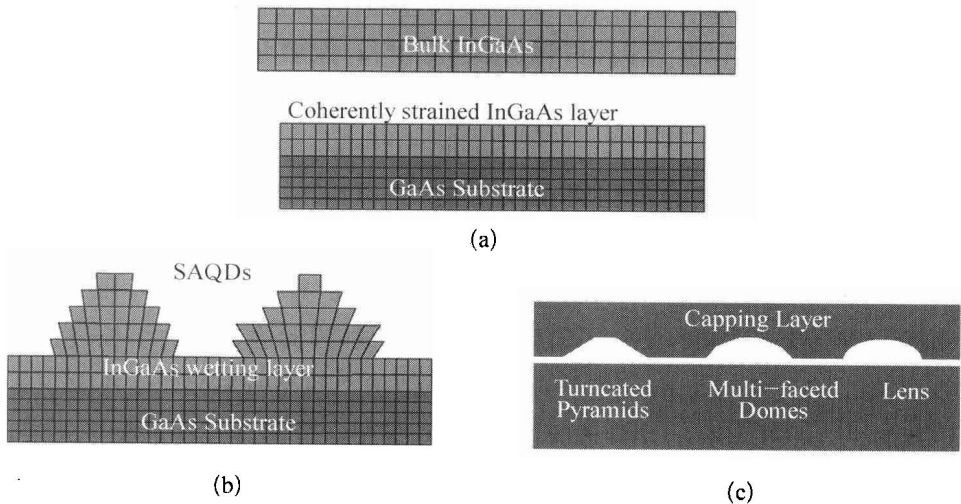 Bulk InGaAs
Coherently strained InGaAs layer
GaAs Substrate
(a)
SAQDs
InGaAs wetting layer
GaAs Substrate
(b)
Capping Layer
Turncated
Pyramids
Multi-facetd
Domes
Lens
(c)